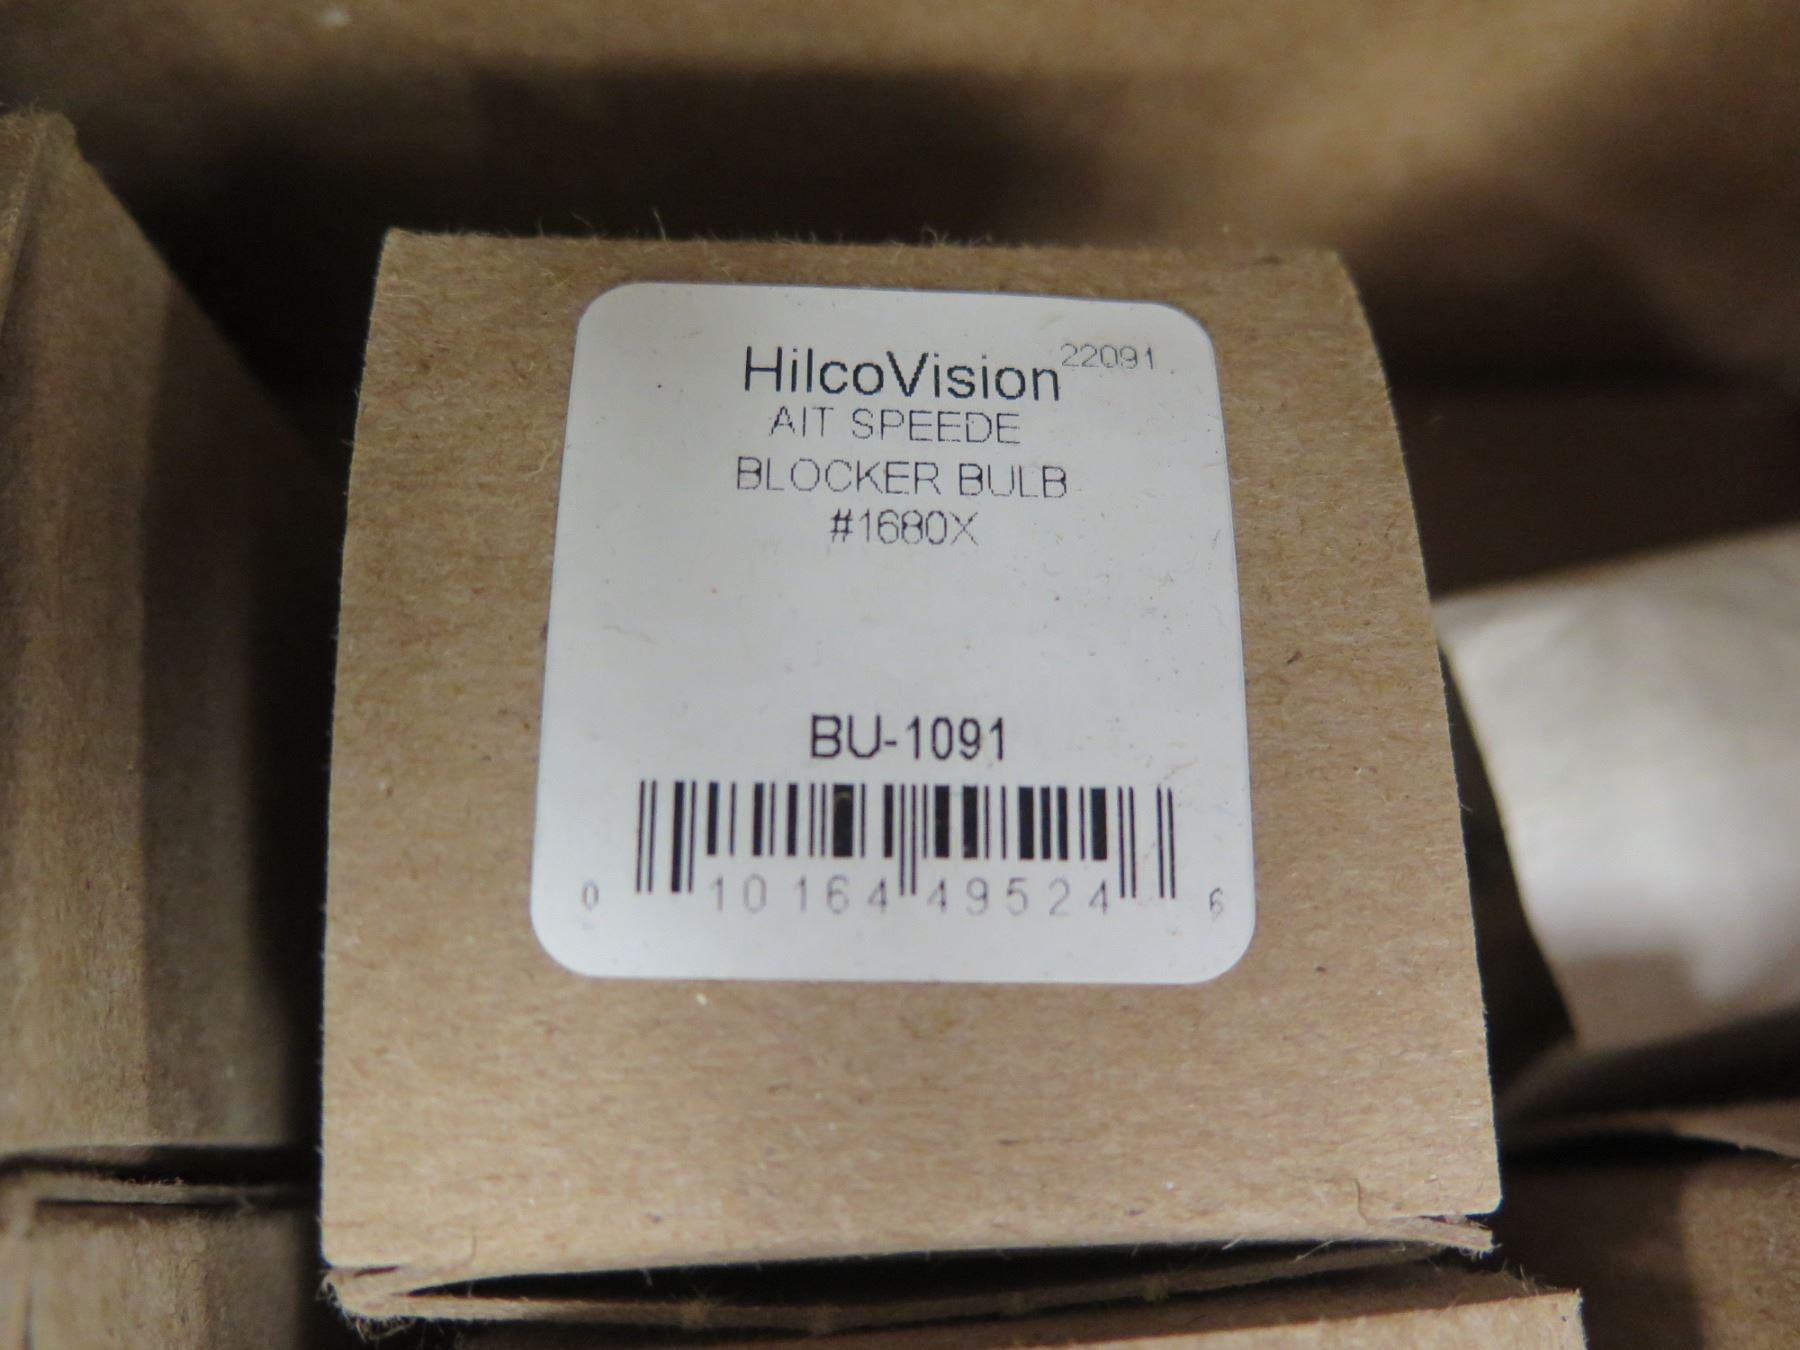 HilcoVision 22091
AIT SPEEDE
BLOCKER BULB
#1680X
BU-1091
0 10164 49524 6